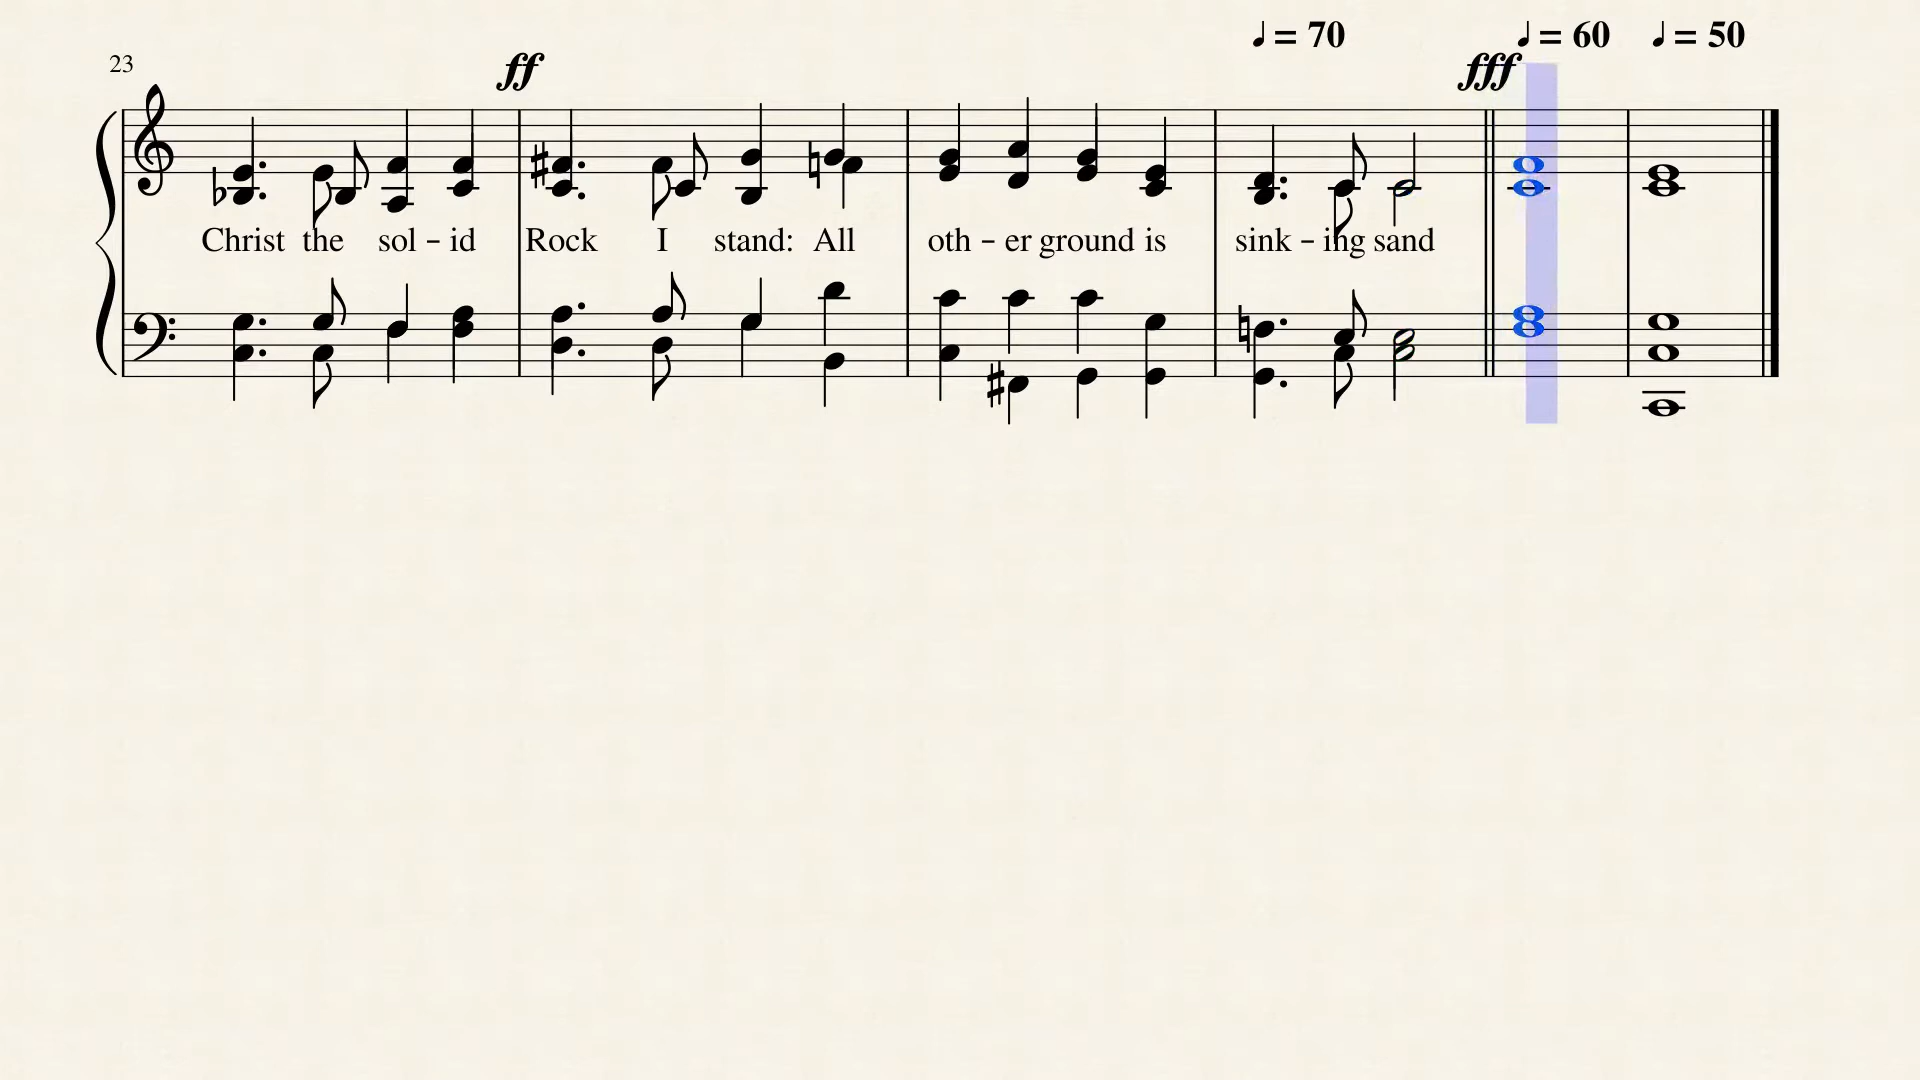 ♩ = 70 ♩ = 60 ♩ = 50
23 ff fff
Christ the sol - id Rock I stand: All oth - er ground is sink - ing sand